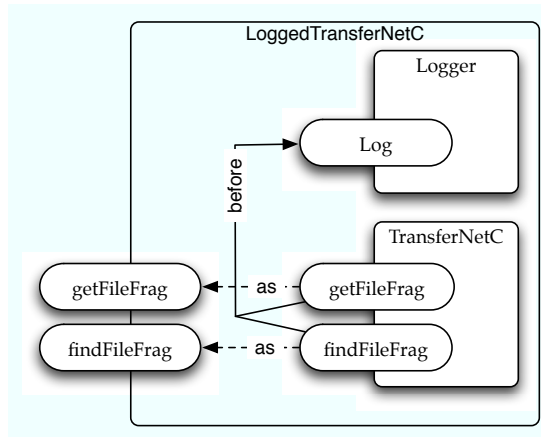 LoggedTransferNetC
Logger
Log
before
TransferNetC
getFileFrag
as
getFileFrag
findFileFrag
as
findFileFrag